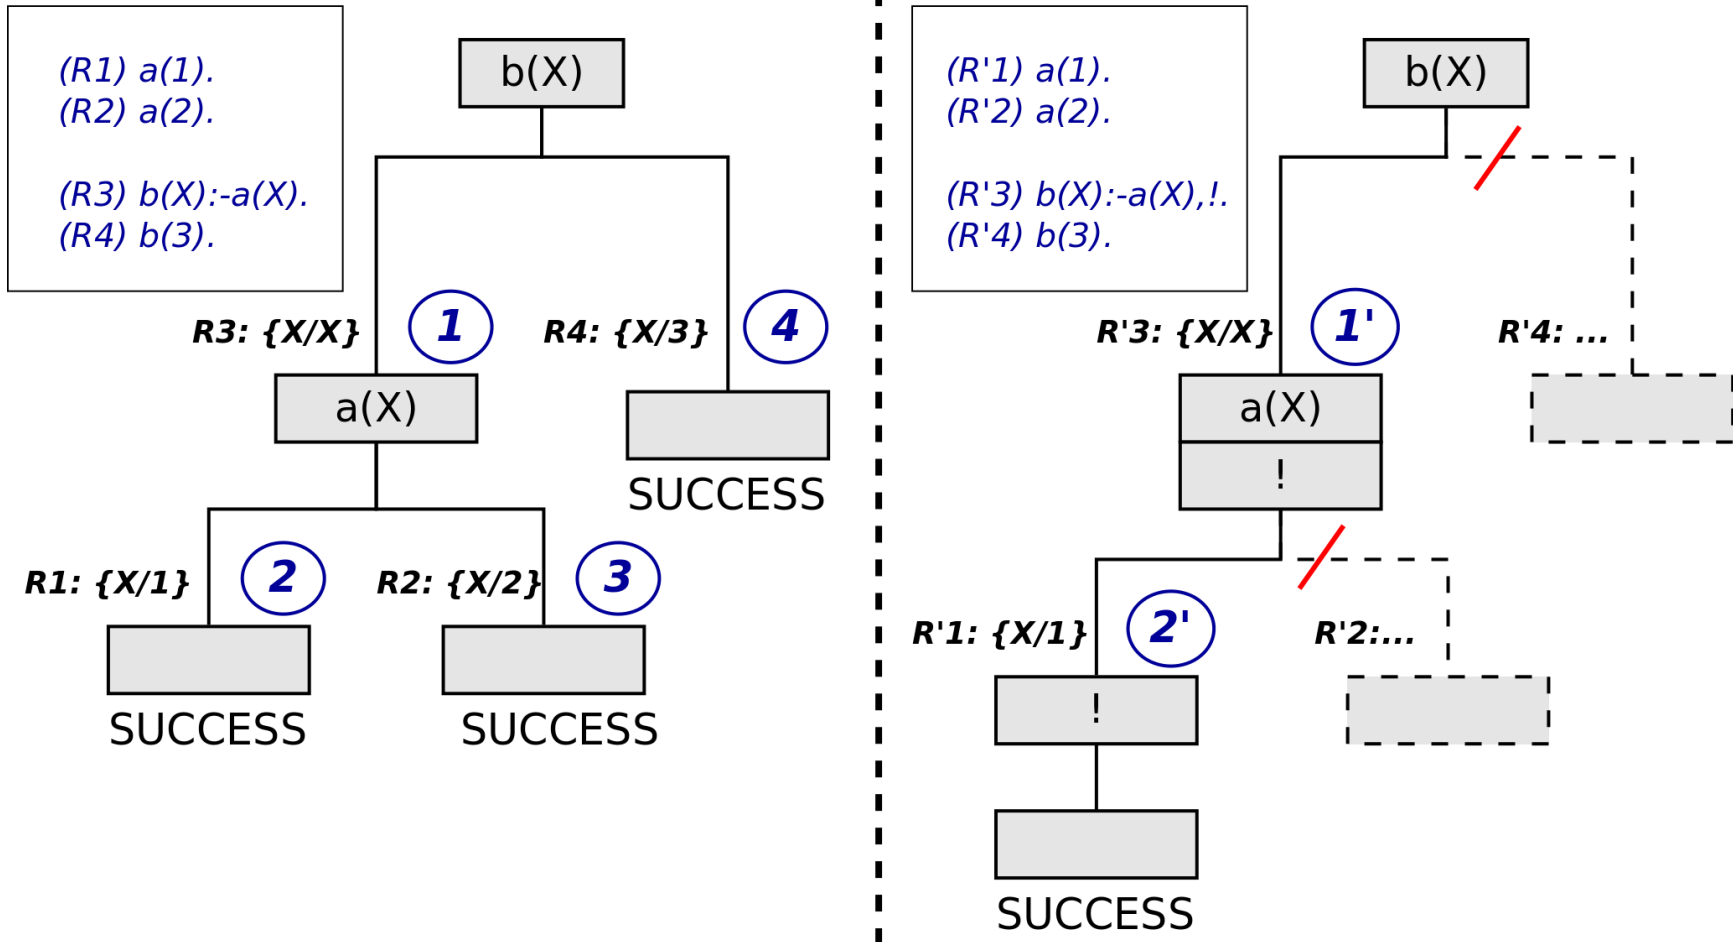 (R1) a(1).
(R2) a(2).
(R3) b(X):-a(X).
(R4) b(3).
b(X)
R3: {X/X}
1
R4: {X/3}
4
a(X)
SUCCESS
R1: {X/1}
2
R2: {X/2}
3
SUCCESS
SUCCESS
(R'1) a(1).
(R'2) a(2).
(R'3) b(X):-a(X),!.
(R'4) b(3).
b(X)
R'3: {X/X}
1'
R'4: ...
a(X)
!
R'1: {X/1}
2'
R'2:...
!
SUCCESS